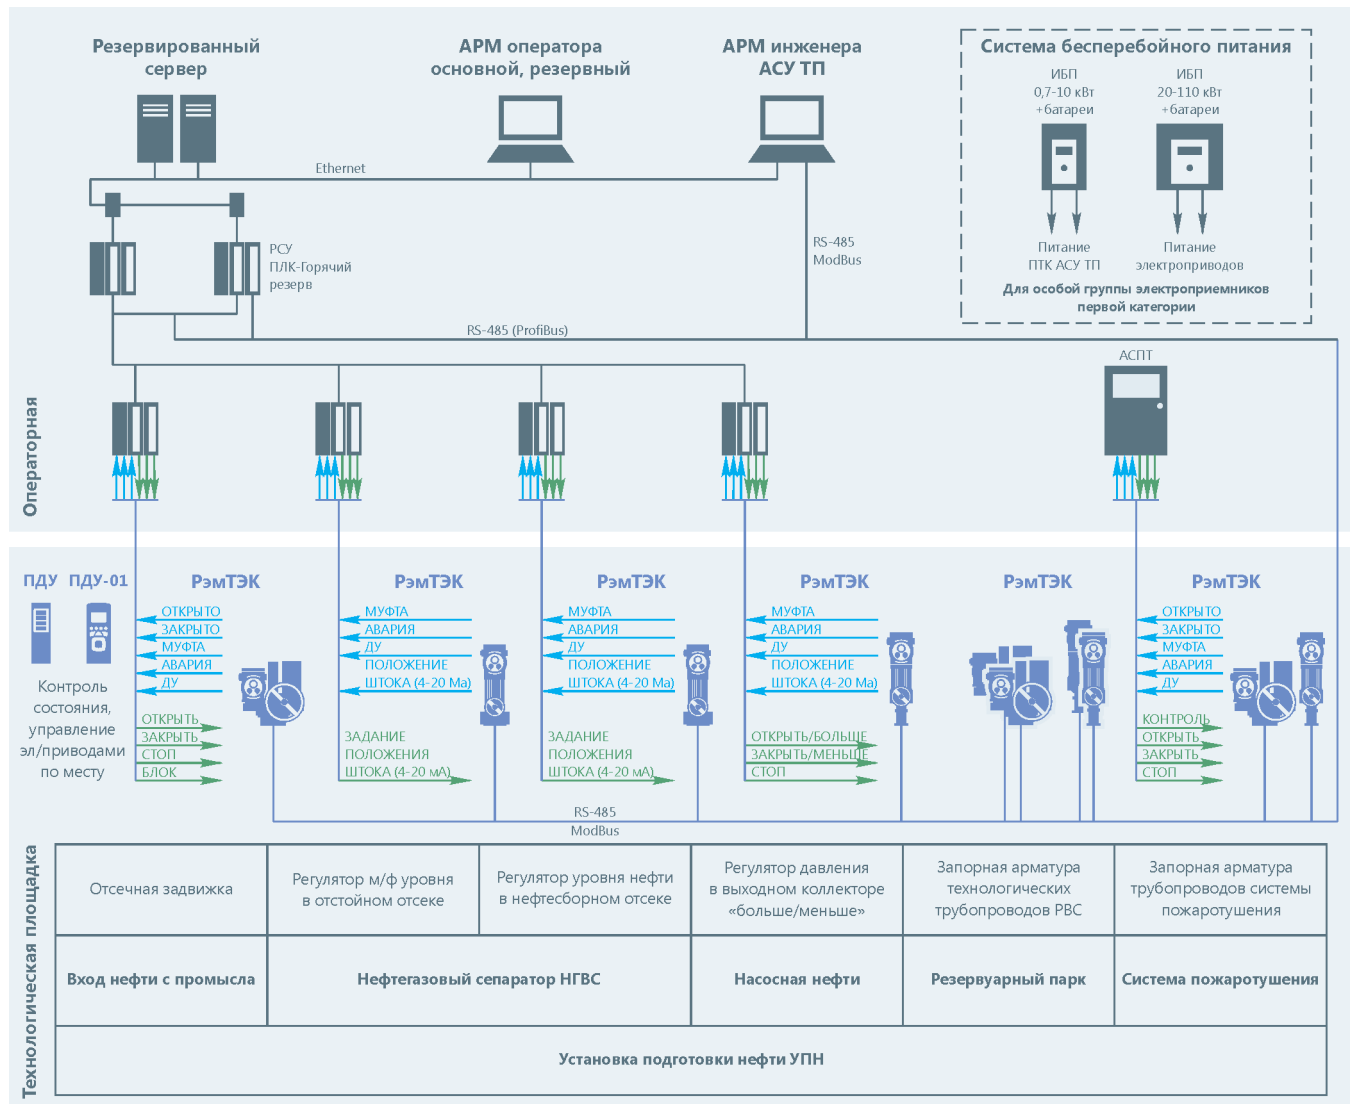 Резервированный
сервер
АРМ оператора
основной, резервный
АРМ инженера
АСУ ТП
Система бесперебойного питания
ИБП
0,7-10 кВт
+батареи
ИБП
20-110 кВт
+батареи
Питание
ПТК АСУ ТП
Питание
электроприводов
Для особой группы электроприемников
первой категории
Ethernet
РСУ
ПЛК-Горячий
резерв
RS-485
ModBus
RS-485 (ProfiBus)
АСПТ
Операторная
ПДУ
ПДУ-01
Контроль
состояния,
управление
эл/приводами
по месту
РэмТЭК
ОТКРЫТО
ЗАКРЫТО
МУФТА
АВАРИЯ
ДУ
ОТКРЫТЬ
ЗАКРЫТЬ
СТОП
БЛОК
РэмТЭК
МУФТА
АВАРИЯ
ДУ
ПОЛОЖЕНИЕ
ШТОКА (4-20 Ма)
ЗАДАНИЕ
ПОЛОЖЕНИЯ
ШТОКА (4-20 мА)
РэмТЭК
МУФТА
АВАРИЯ
ДУ
ПОЛОЖЕНИЕ
ШТОКА (4-20 Ма)
ЗАДАНИЕ
ПОЛОЖЕНИЯ
ШТОКА (4-20 мА)
РэмТЭК
МУФТА
АВАРИЯ
ДУ
ПОЛОЖЕНИЕ
ШТОКА (4-20 Ма)
ОТКРЫТЬ/БОЛЬШЕ
ЗАКРЫТЬ/МЕНЬШЕ
СТОП
РэмТЭК
РэмТЭК
ОТКРЫТО
ЗАКРЫТО
МУФТА
АВАРИЯ
ДУ
КОНТРОЛЬ
ОТКРЫТЬ
ЗАКРЫТЬ
СТОП
RS-485
ModBus
Технологическая площадка
Отсечная задвижка
Регулятор м/ф уровня
в отстойном отсеке
Регулятор уровня нефти
в нефтесборном отсеке
Регулятор давления
в выходном коллекторе
«больше/меньше»
Запорная арматура
технологических
трубопроводов РВС
Запорная арматура
трубопроводов системы
пожаротушения
Вход нефти с промысла
Нефтегазовый сепаратор НГВС
Насосная нефти
Резервуарный парк
Система пожаротушения
Установка подготовки нефти УПН